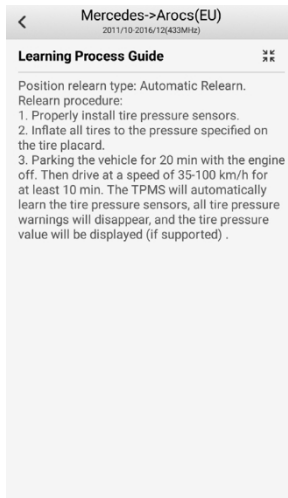 Mercedes->Arocs(EU)
2011/10-2016/12(433MHz)
Learning Process Guide
Position relearn type: Automatic Relearn.
Relearn procedure:
1. Properly install tire pressure sensors.
2. Inflate all tires to the pressure specified on
the tire placard.
3. Parking the vehicle for 20 min with the engine
off. Then drive at a speed of 35-100 km/h for
at least 10 min. The TPMS will automatically
learn the tire pressure sensors, all tire pressure
warnings will disappear, and the tire pressure
value will be displayed (if supported) .